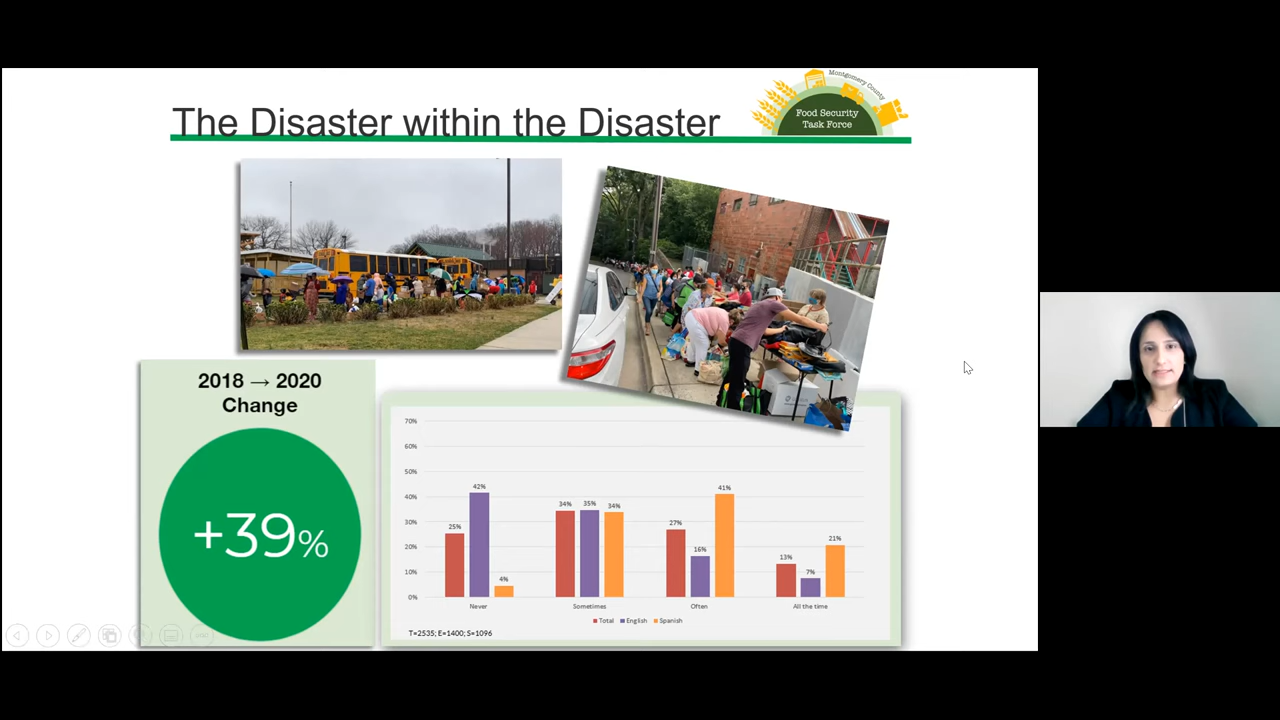 The Disaster within the Disaster
Montgomery County
Food Security
Task Force
2018 → 2020
Change
+39%
70%
60%
50%
40%
30%
20%
10%
0%
25%
42%
4%
34%
35%
34%
27%
16%
41%
13%
7%
21%
Never
Sometimes
Often
All the time
Total
English
Spanish
T=2535; E=1400; S=1096